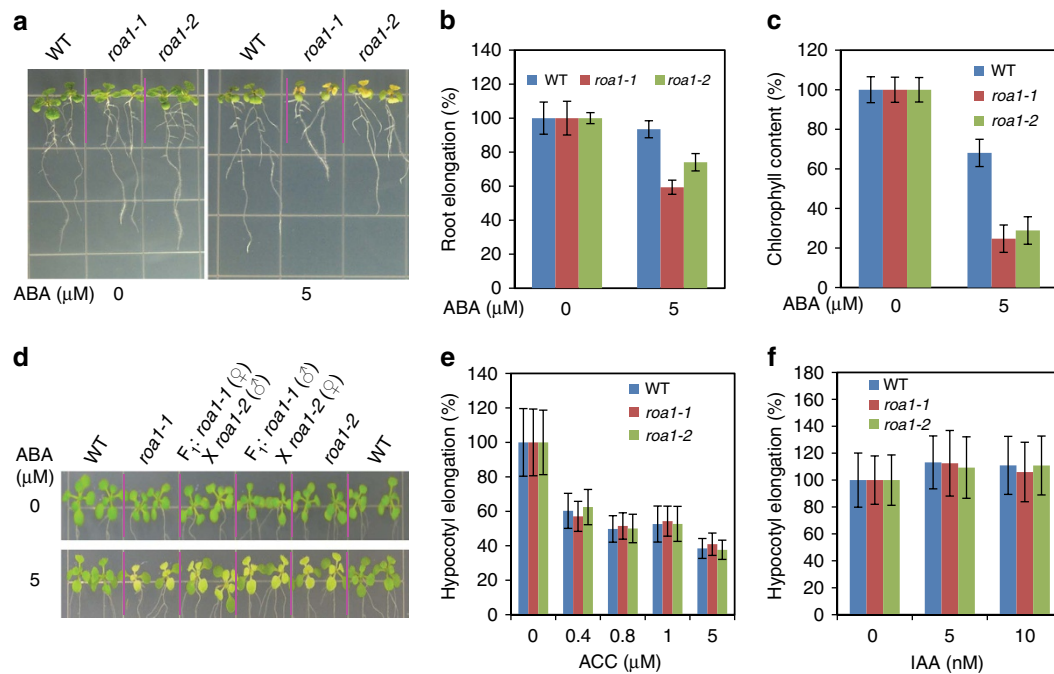 a
WT
roa1-1
roa1-2
WT
roa1-1
roa1-2
ABA (μM)
0
5
b
Root elongation (%)
140
120
100
80
60
40
20
0
WT
roa1-1
roa1-2
ABA (μM)
0
5
c
Chlorophyll content (%)
120
100
80
60
40
20
0
WT
roa1-1
roa1-2
ABA (μM)
0
5
d
ABA
(μM)
WT
roa1-1
F1; roa1-1 (♀)
X roa1-2 (♂)
F1; roa1-1 (♂)
X roa1-2 (♀)
roa1-2
WT
0
5
e
Hypocotyl elongation (%)
140
120
100
80
60
40
20
0
WT
roa1-1
roa1-2
0
0.4
0.8
1
5
ACC (μM)
f
Hypocotyl elongation (%)
180
160
140
120
100
80
60
40
20
0
WT
roa1-1
roa1-2
0
5
10
IAA (nM)